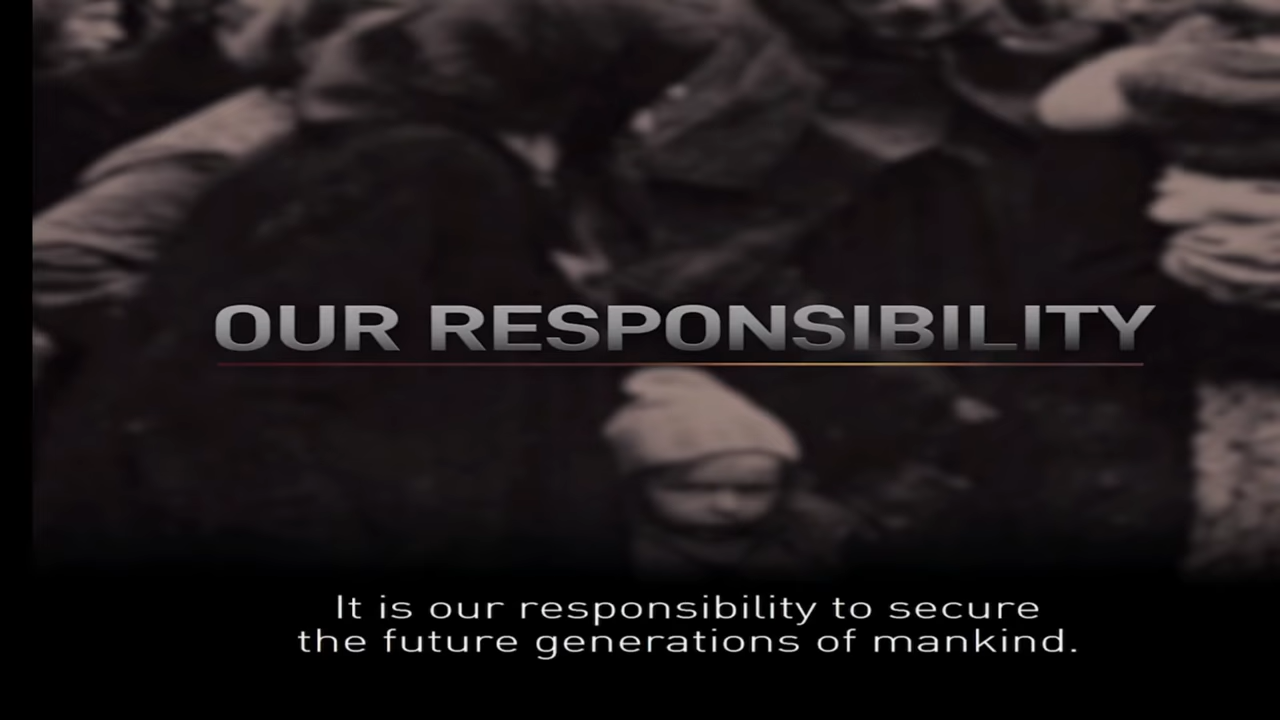 OUR RESPONSIBILITY
It is our responsibility to secure
the future generations of mankind.